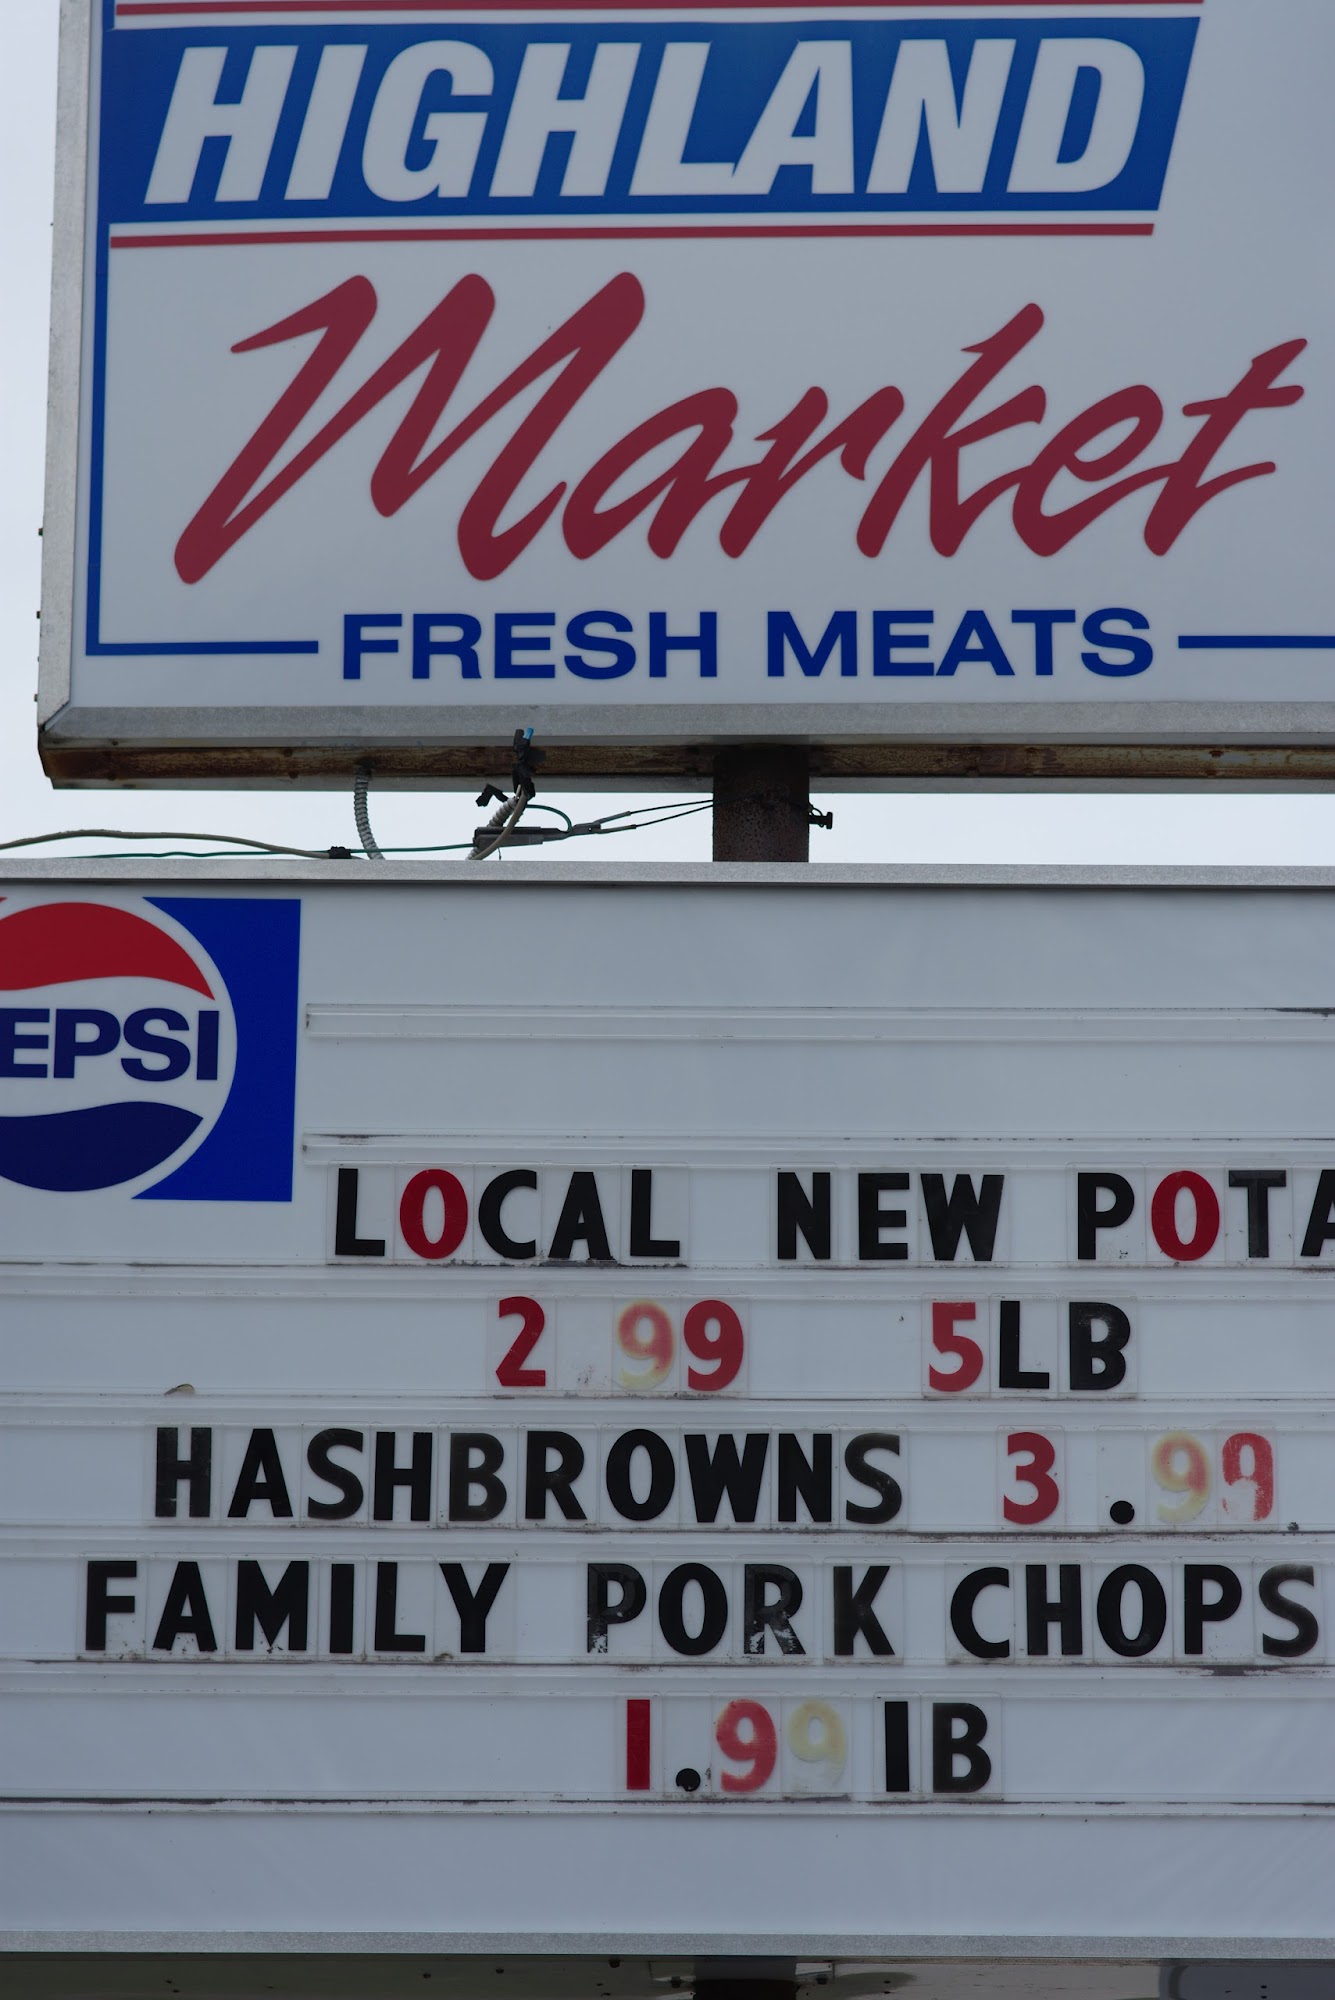 HIGHLAND
Market
FRESH MEATS
EPSI
LOCAL NEW POTA
2 99 5LB
HASHBROWNS 3.99
FAMILY PORK CHOPS
1.99 lB